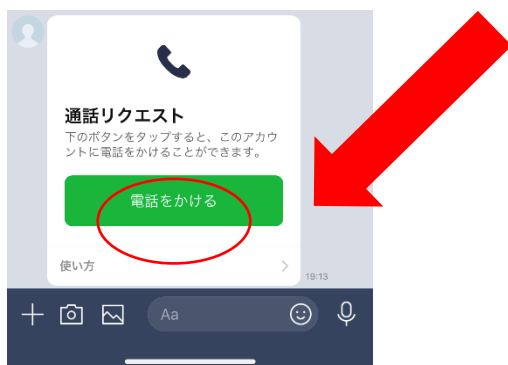 通話リクエスト
下のボタンをタップすると、このアカウ
ントに電話をかけることができます。
電話をかける
使い方
19:13
Aa